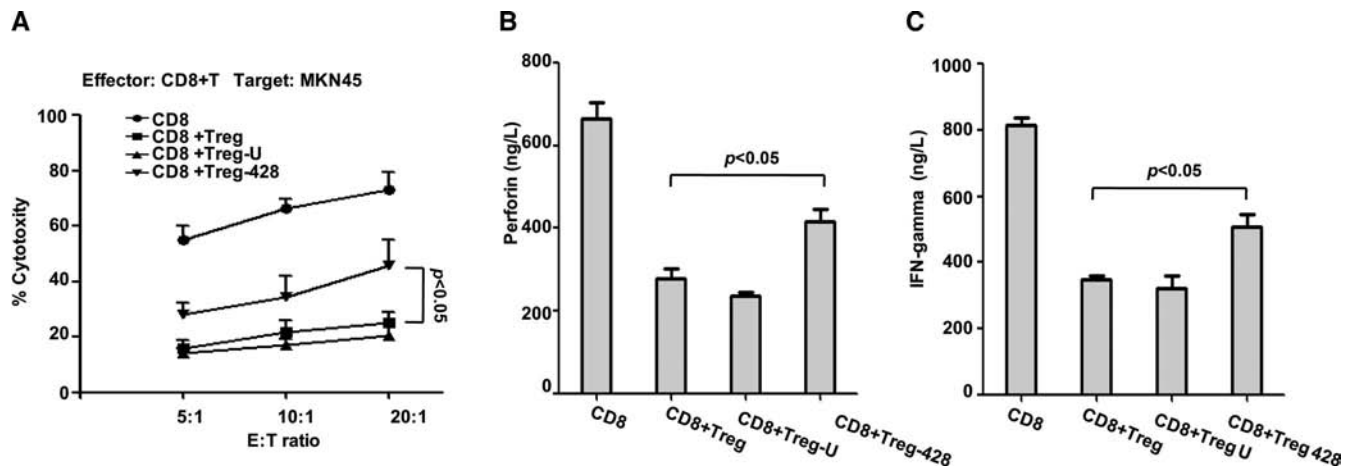 A
Effector: CD8+T Target: MKN45
CD8
CD8 +Treg
CD8 +Treg-U
CD8 +Treg-428
% Cytotoxity
100
80
60
40
20
0
p<0.05
5:1 10:1 20:1
E:T ratio
B
Perforin (ng/L)
800
600
400
200
0
p<0.05
CD8 CD8+Treg CD8+Treg-U CD8+Treg-428
C
IFN-gamma (ng/L)
1000
800
600
400
200
0
p<0.05
CD8 CD8+Treg CD8+Treg U CD8+Treg 428